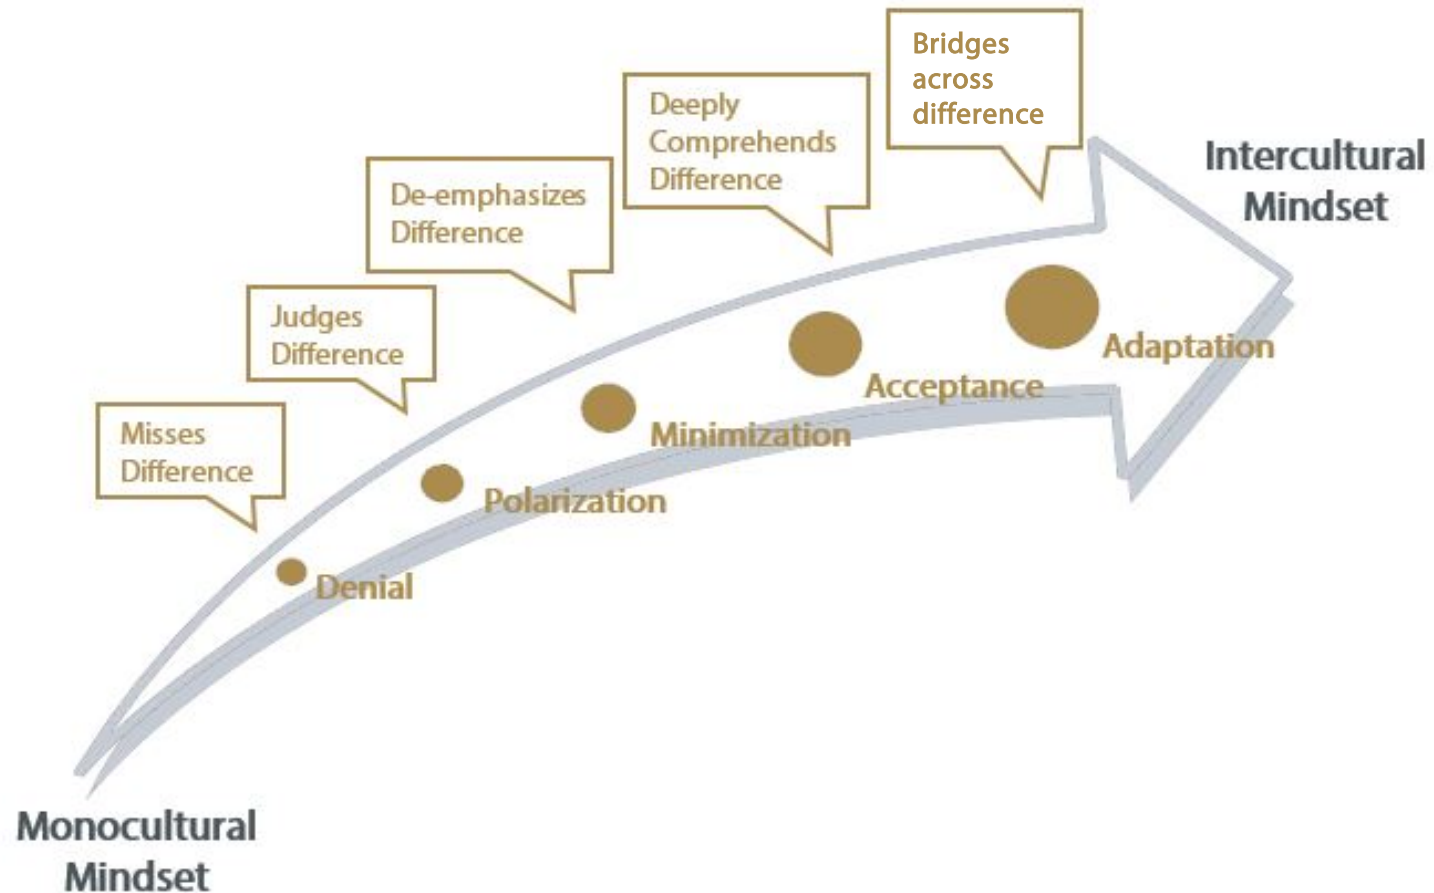 Bridges
across
difference
Deeply
Comprehends
Difference
De-emphasizes
Difference
Judges
Difference
Misses
Difference
Intercultural
Mindset
Adaptation
Acceptance
Minimization
Polarization
Denial
Monocultural
Mindset